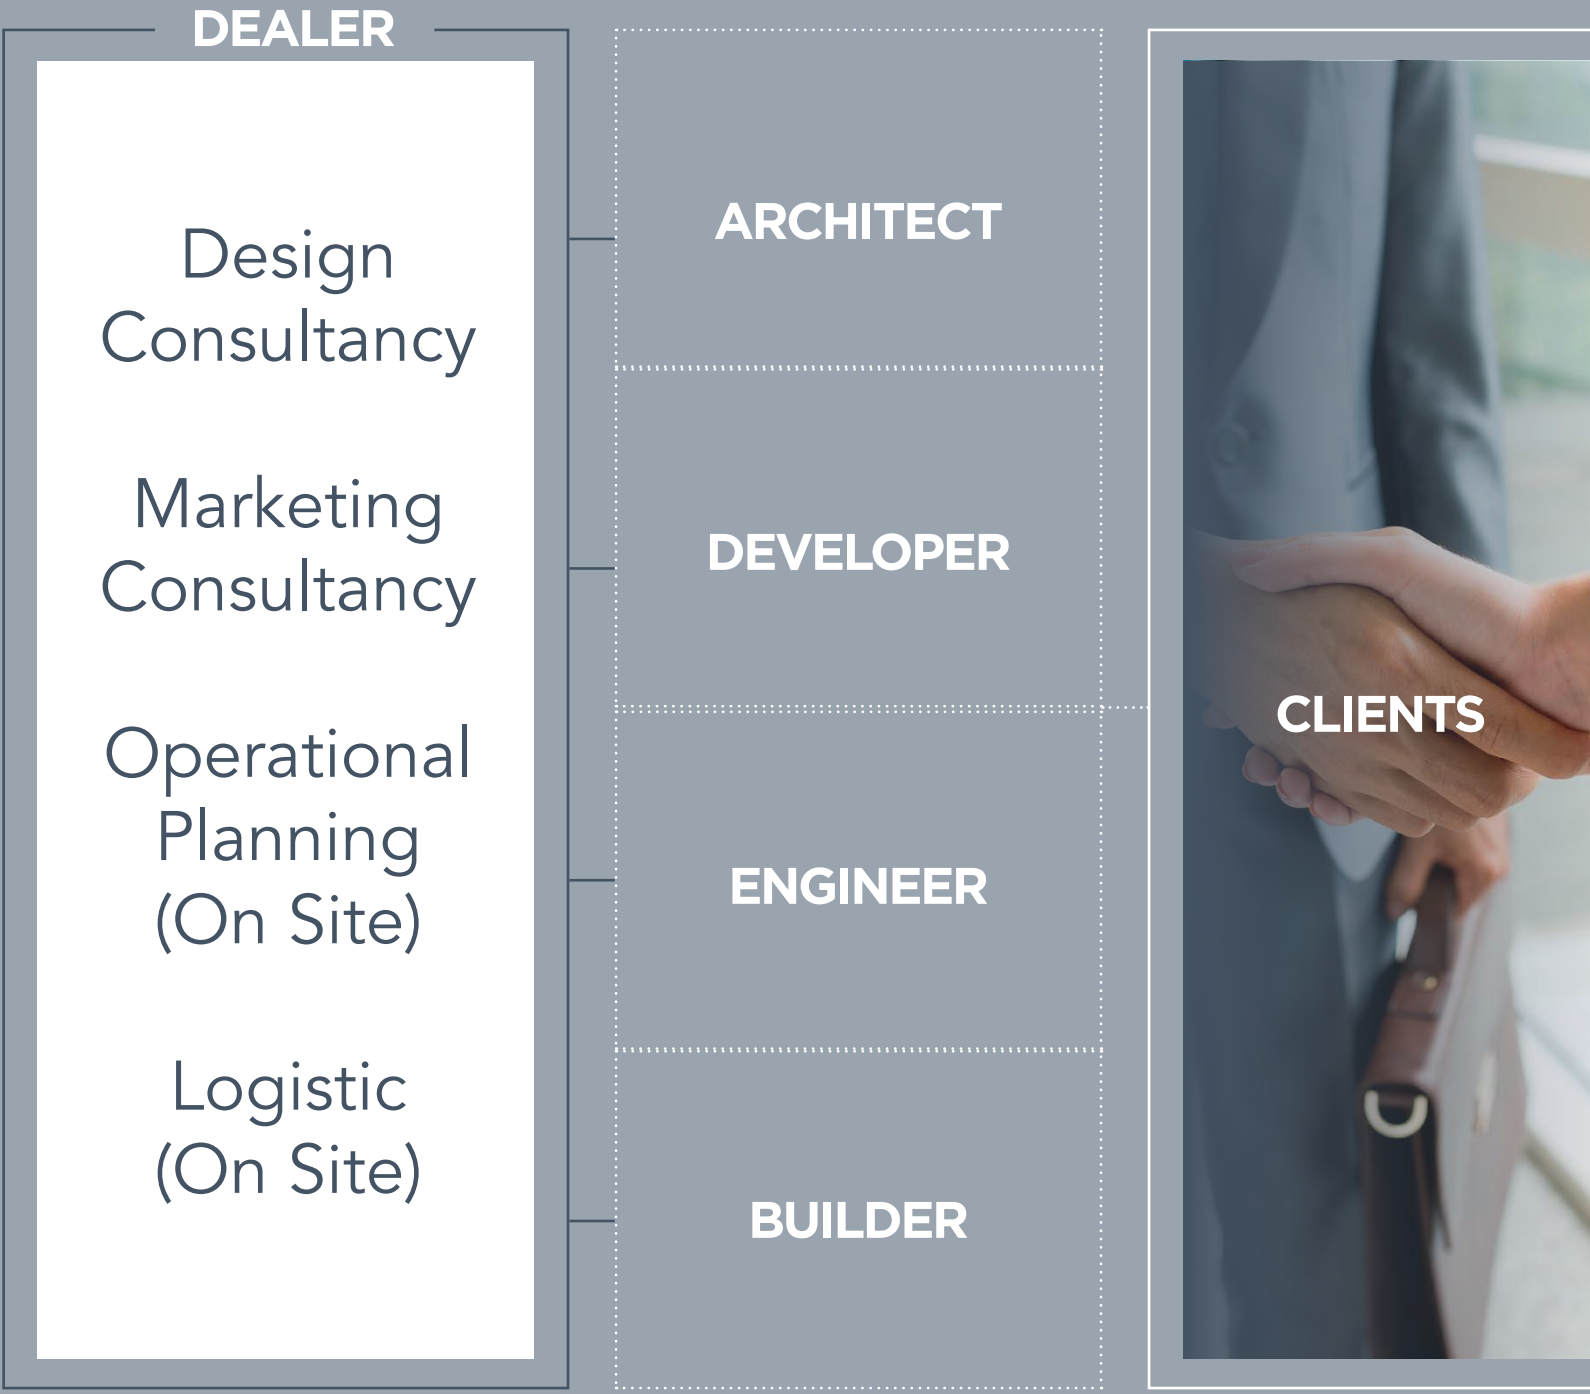 DEALER
Design
Consultancy
Marketing
Consultancy
Operational
Planning
(On Site)
Logistic
(On Site)
ARCHITECT
DEVELOPER
ENGINEER
BUILDER
CLIENTS